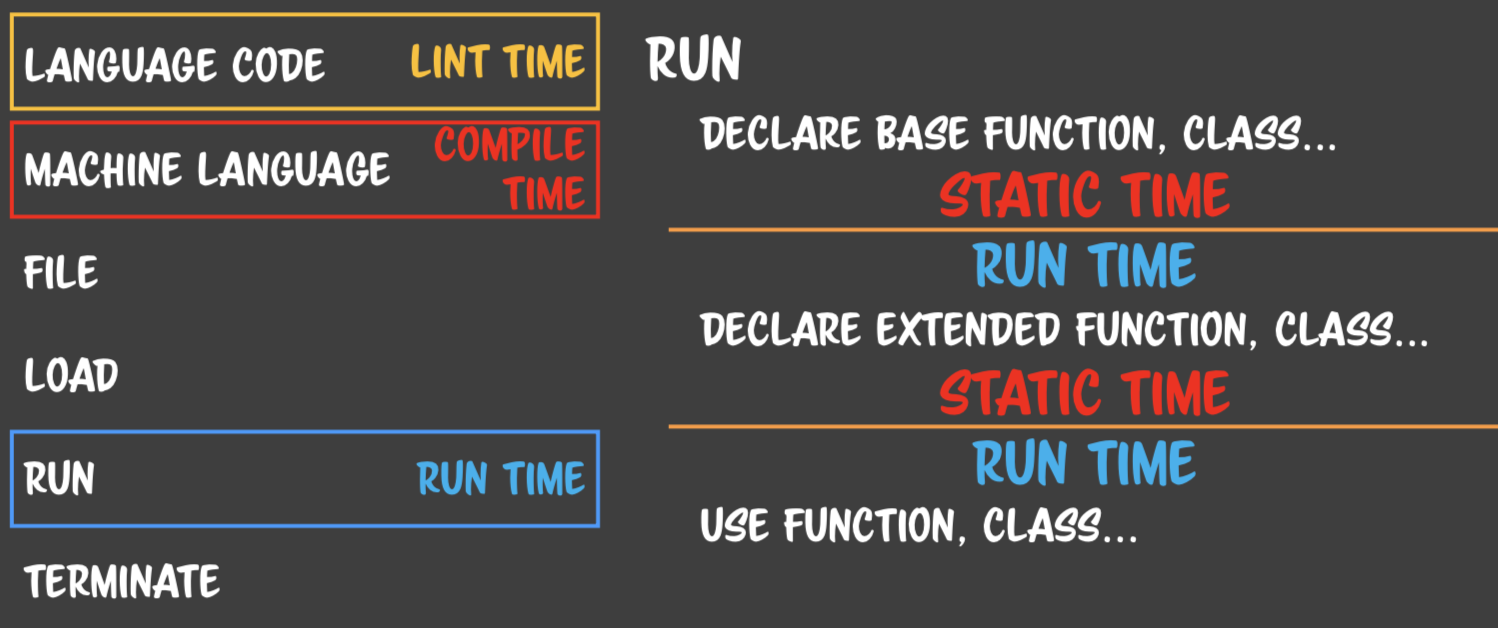 LANGUAGE CODE LINT TIME
MACHINE LANGUAGE COMPILE
TIME
FILE
LOAD
RUN RUN TIME
TERMINATE
RUN
DECLARE BASE FUNCTION, CLASS...
STATIC TIME
RUN TIME
DECLARE EXTENDED FUNCTION, CLASS...
STATIC TIME
RUN TIME
USE FUNCTION, CLASS...